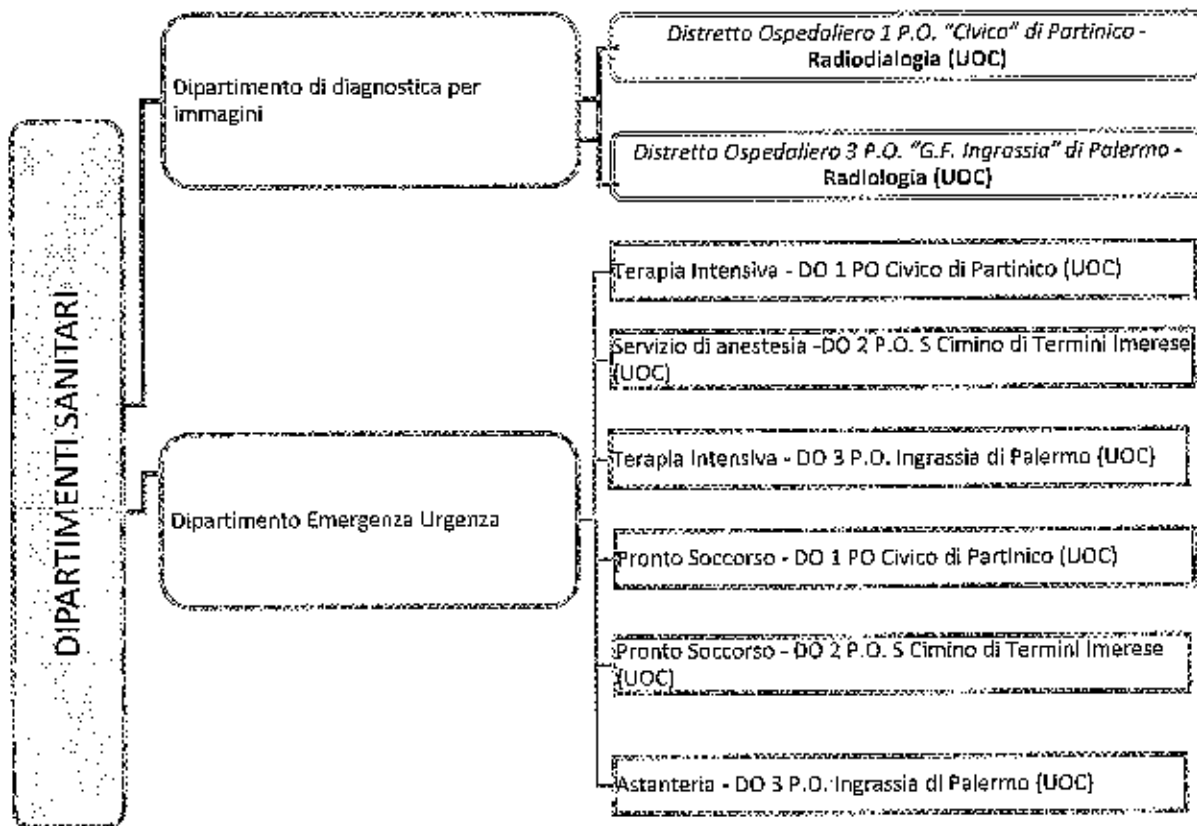 DIPARTIMENTI SANITARI
Dipartimento di diagnostica per
immagini
Distretto Ospedaliero 1 P.O. "Civico" di Partinico -
Radiodialogia (UOC)
Distretto Ospedaliero 3 P.O. "G.F. Ingrassia" di Palermo -
Radiologia (UOC)
Dipartimento Emergenza Urgenza
Terapia Intensiva - DO 1 PO Civico di Partinico (UOC)
Servizio di anestesia -DO 2 P.O. S Cimino di Termini Imerese
(UOC)
Terapia Intensiva - DO 3 P.O. Ingrassia di Palermo (UOC)
Pronto Soccorso - DO 1 PO Civico di Partinico (UOC)
Pronto Soccorso - DO 2 P.O. S Cimino di Termini Imerese
(UOC)
Astanteria - DO 3 P.O. Ingrassia di Palermo (UOC)